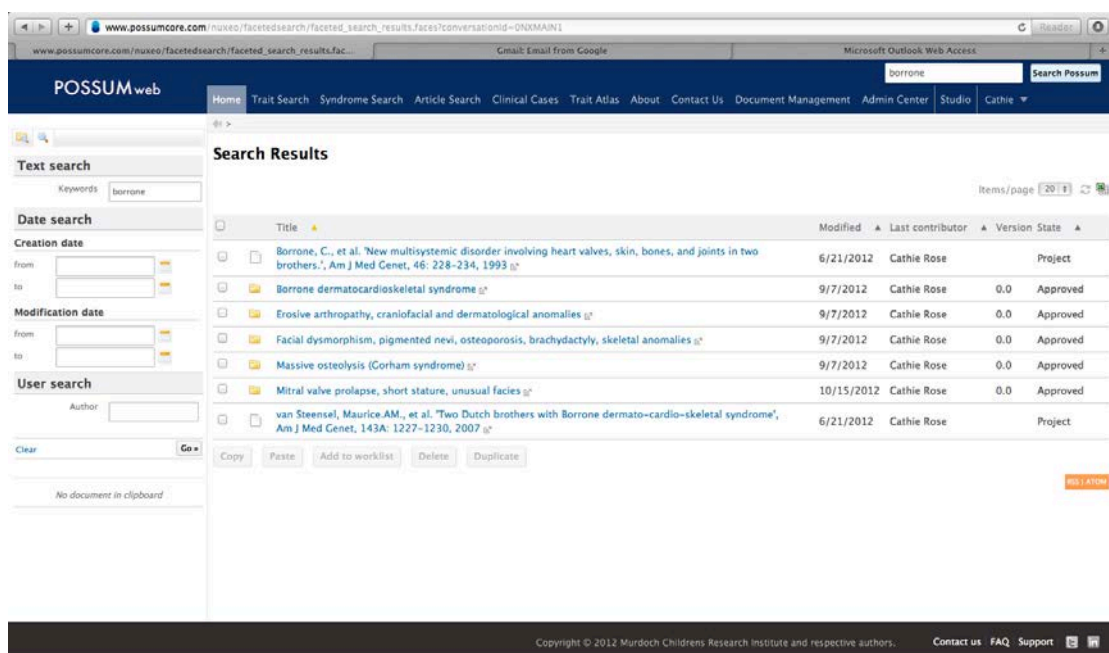 www.possumcore.com/nuxeo/facetedsearch/faceted_search_results.faces?conversationId=0NXMAIN1
Reader
www.possumcore.com/nuxeo/facetedsearch/faceted_search_results.fac...
Gmail: Email from Google
Microsoft Outlook Web Access
borrone
Search Possum
POSSUMweb
Home Trait Search Syndrome Search Article Search Clinical Cases Trait Atlas About Contact Us Document Management Admin Center Studio Cathie
Search Results
Text search
Keywords borrone
Items/page 20
Date search
Creation date
from
to
Modification date
from
to
User search
Author
Clear Go »
No document in clipboard
Title Modified Last contributor Version State
Borrone, C., et al. 'New multisystemic disorder involving heart valves, skin, bones, and joints in two
brothers.', Am J Med Genet, 46: 228-234, 1993
6/21/2012 Cathie Rose Project
Borrone dermatocardioskeletal syndrome 9/7/2012 Cathie Rose 0.0 Approved
Erosive arthropathy, craniofacial and dermatological anomalies 9/7/2012 Cathie Rose 0.0 Approved
Facial dysmorphism, pigmented nevi, osteoporosis, brachydactyly, skeletal anomalies 9/7/2012 Cathie Rose 0.0 Approved
Massive osteolysis (Gorham syndrome) 9/7/2012 Cathie Rose 0.0 Approved
Mitral valve prolapse, short stature, unusual facies 10/15/2012 Cathie Rose 0.0 Approved
van Steensel, Maurice.AM., et al. 'Two Dutch brothers with Borrone dermato-cardio-skeletal syndrome',
Am J Med Genet, 143A: 1227-1230, 2007
6/21/2012 Cathie Rose Project
Copy Paste Add to worklist Delete Duplicate
RSS | ATOM
Copyright © 2012 Murdoch Childrens Research Institute and respective authors. Contact us FAQ Support